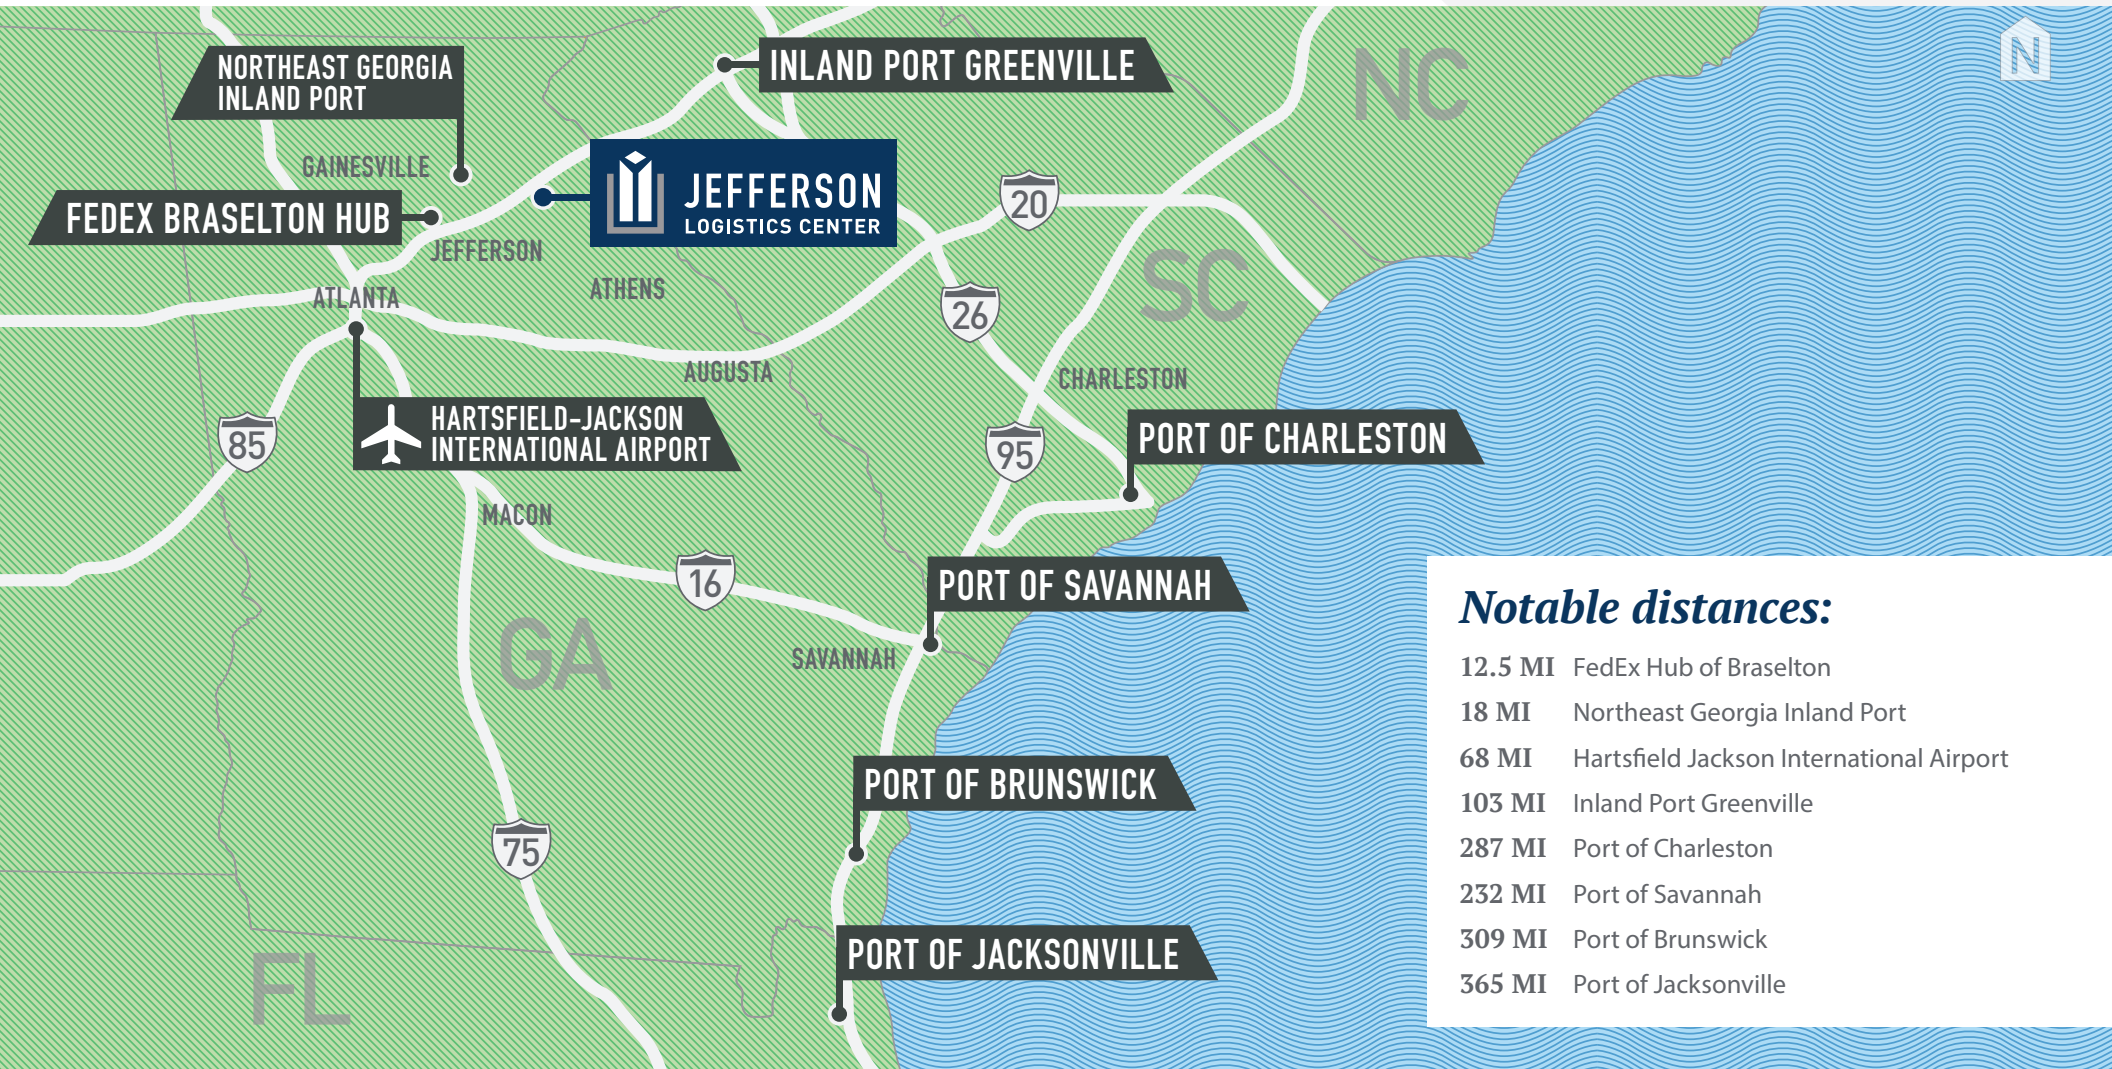 N
NC
NORTHEAST GEORGIA
INLAND PORT
INLAND PORT GREENVILLE
GAINESVILLE
JEFFERSON
LOGISTICS CENTER
20
FEDEX BRASELTON HUB
JEFFERSON
SC
ATHENS
ATLANTA
26
AUGUSTA
CHARLESTON
HARTSFIELD-JACKSON
INTERNATIONAL AIRPORT
85
95
PORT OF CHARLESTON
MACON
16
PORT OF SAVANNAH
GA
SAVANNAH
PORT OF BRUNSWICK
75
PORT OF JACKSONVILLE
FL
Notable distances:
12.5 MI FedEx Hub of Braselton
18 MI Northeast Georgia Inland Port
68 MI Hartsfield Jackson International Airport
103 MI Inland Port Greenville
287 MI Port of Charleston
232 MI Port of Savannah
309 MI Port of Brunswick
365 MI Port of Jacksonville